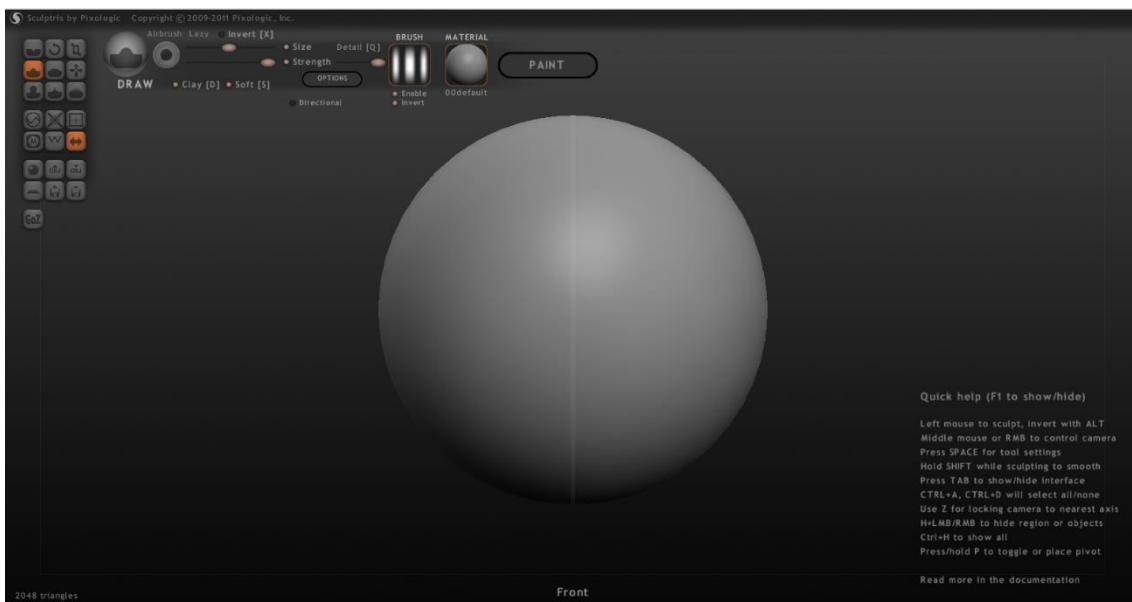 Sculptris by Pixologic Copyright © 2009-2011 Pixologic, Inc.
Airbrush Lazy Invert [X]
Size Detail [Q]
Strength
OPTIONS
DRAW
Clay [D] Soft [S]
Directional
BRUSH
Enable
Invert
MATERIAL
00default
PAINT
M
OBJ
OBJ
GoZ
Quick help (F1 to show/hide)
Left mouse to sculpt, invert with ALT
Middle mouse or RMB to control camera
Press SPACE for tool settings
Hold SHIFT while sculpting to smooth
Press TAB to show/hide interface
CTRL+A, CTRL+D will select all/none
Use Z for locking camera to nearest axis
H+LMB/RMB to hide region or objects
Ctrl+H to show all
Press/hold P to toggle or place pivot
Read more in the documentation
Front
2048 triangles